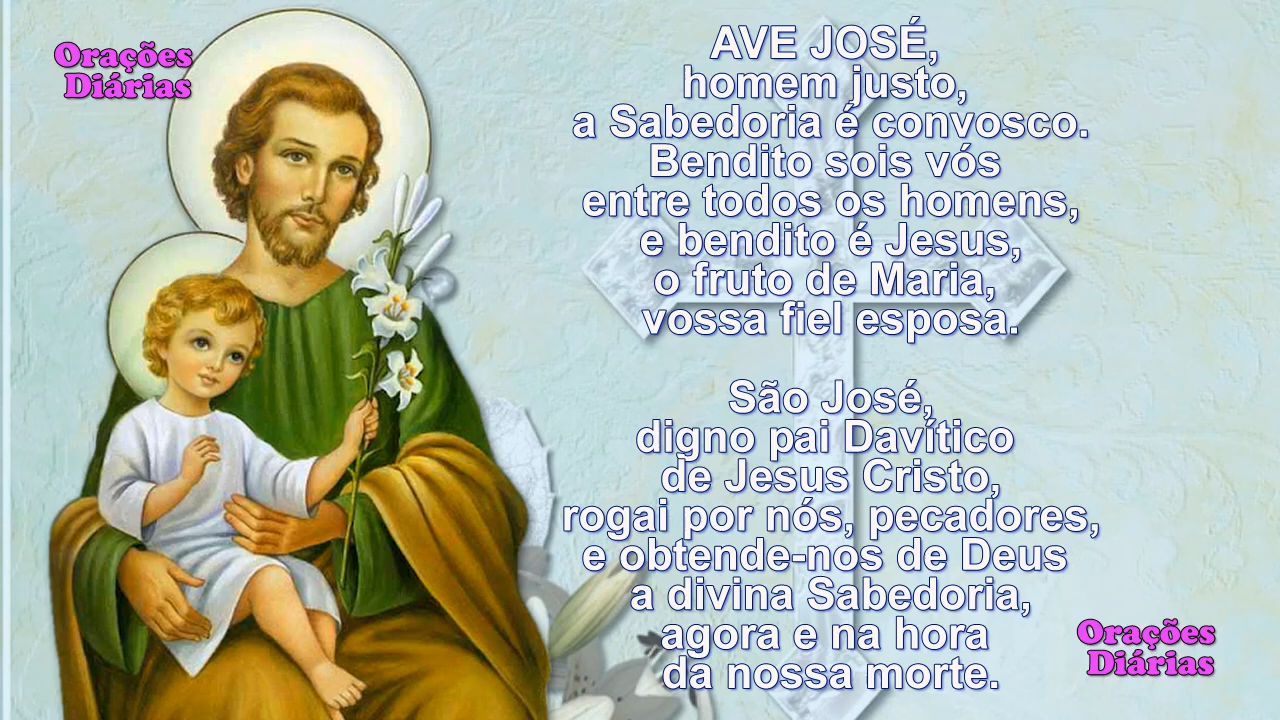 Orações
Diárias
AVE JOSÉ,
homem justo,
a Sabedoria é convosco.
Bendito sois vós
entre todos os homens,
e bendito é Jesus,
o fruto de Maria,
vossa fiel esposa.
São José,
digno pai Davítico
de Jesus Cristo,
rogai por nós, pecadores,
e obtende-nos de Deus
a divina Sabedoria,
agora e na hora
da nossa morte.
Orações
Diárias